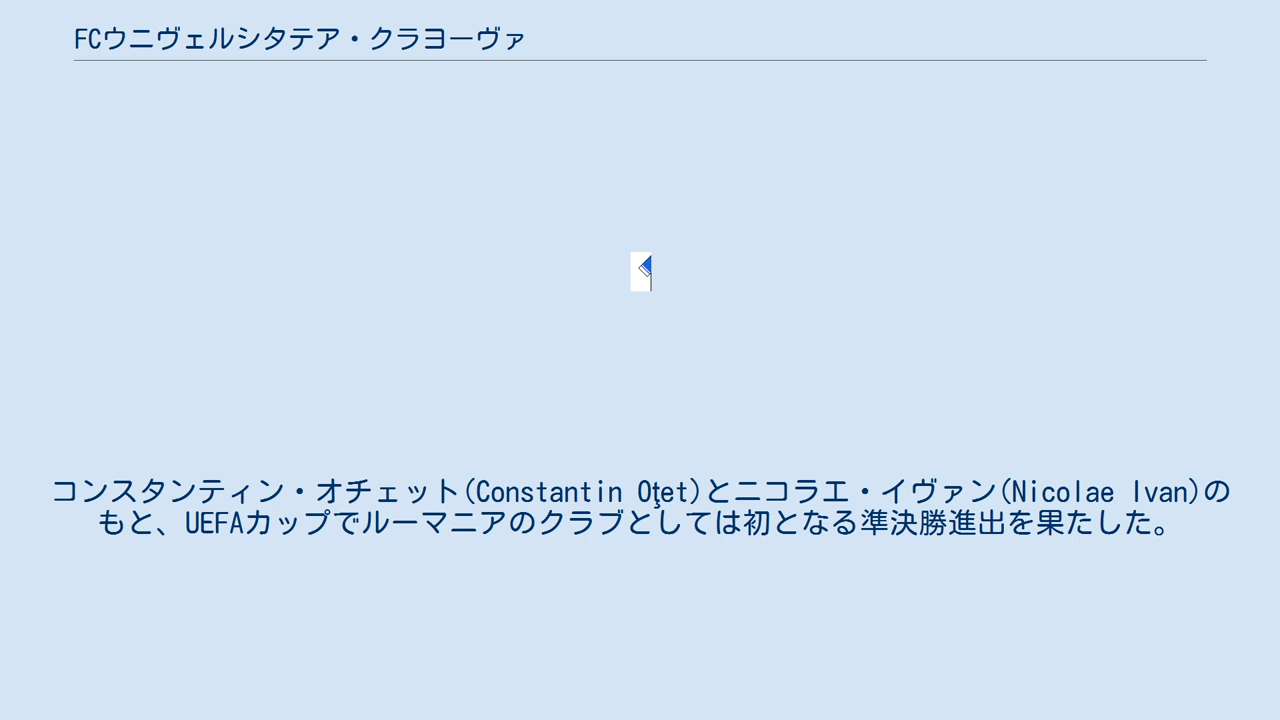 FCウニヴェルシタテア・クラヨーヴァ
コンスタンティン・オチェット(Constantin Oţet)とニコラエ・イヴァン(Nicolae Ivan)の
もと、UEFAカップでルーマニアのクラブとしては初となる準決勝進出を果たした。